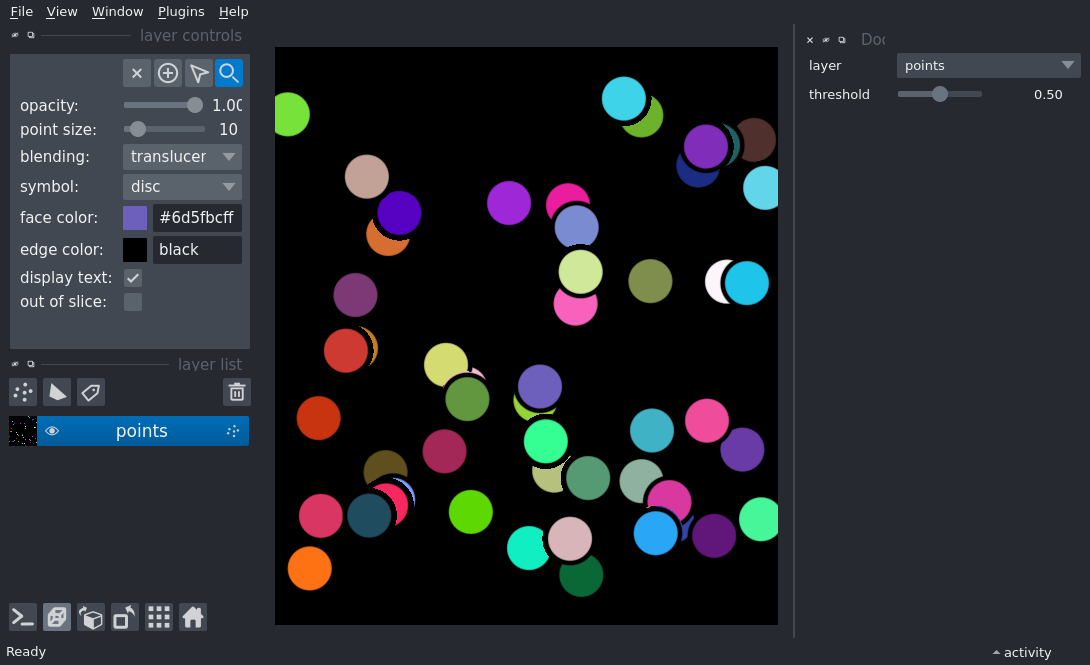 File View Window Plugins Help
layer controls
opacity: 1.00
point size: 10
blending: translucer
symbol: disc
face color: #6d5fbcff
edge color: black
display text:
out of slice:
layer list
points
Ready
Doc
layer points
threshold 0.50
activity